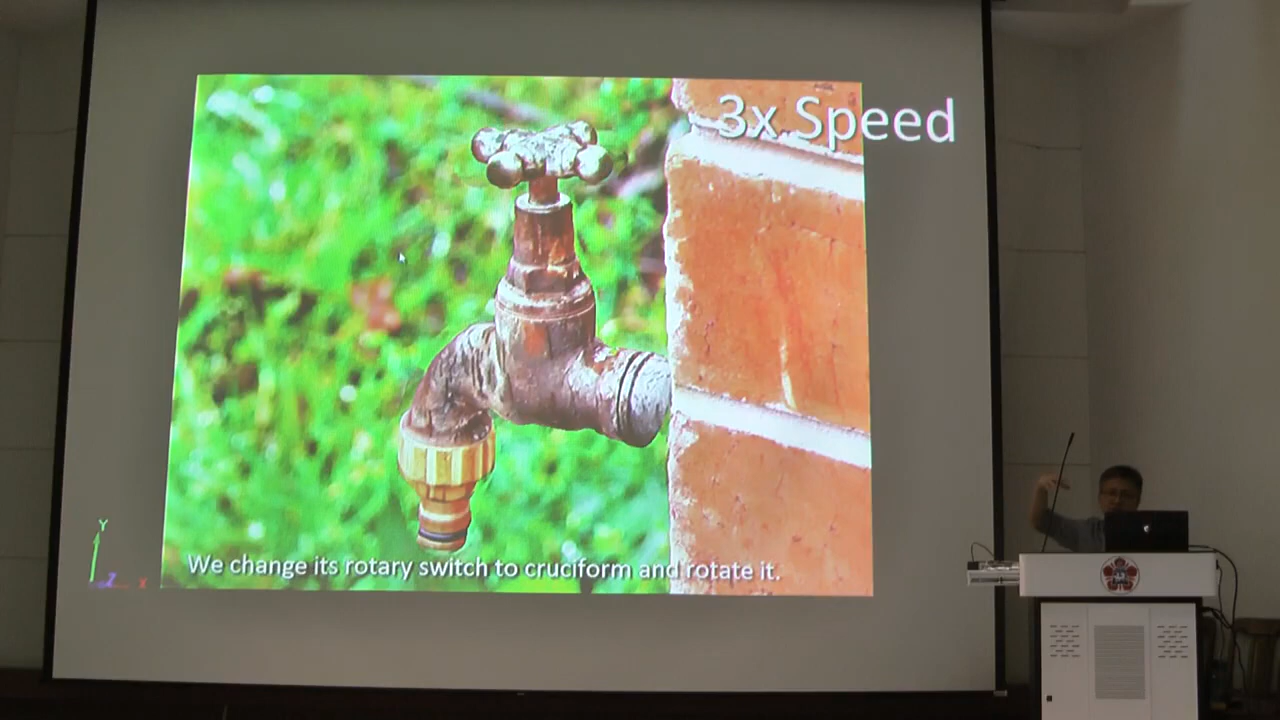 3x Speed
We change its rotary switch to cruciform and rotate it.
Y
Z
X